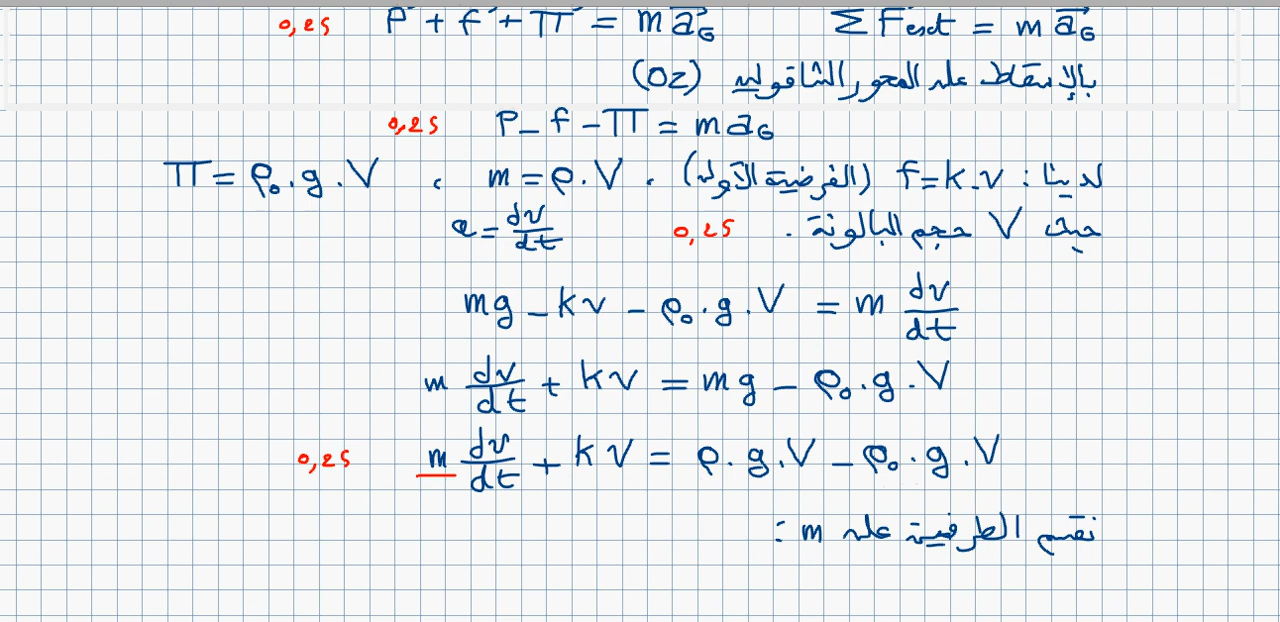 ΣF⃗ext = m a⃗G    P⃗ + f⃗ + Π⃗ = m a⃗G    0,25
بالإسقاط على المحور الشاقولي (OZ)
P - f - Π = m aG    0,25
لدينا : f = k.v (الفرضية الأولى) ، m = ρ.V ، Π = ρ₀.g.V
حيث V حجم البالونة . 0,25    a = dv/dt
mg - kv - ρ₀.g.V = m dv/dt
m dv/dt + kv = mg - ρ₀.g.V
m dv/dt + kv = ρ.g.V - ρ₀.g.V    0,25
نقسم الطرفين على m :